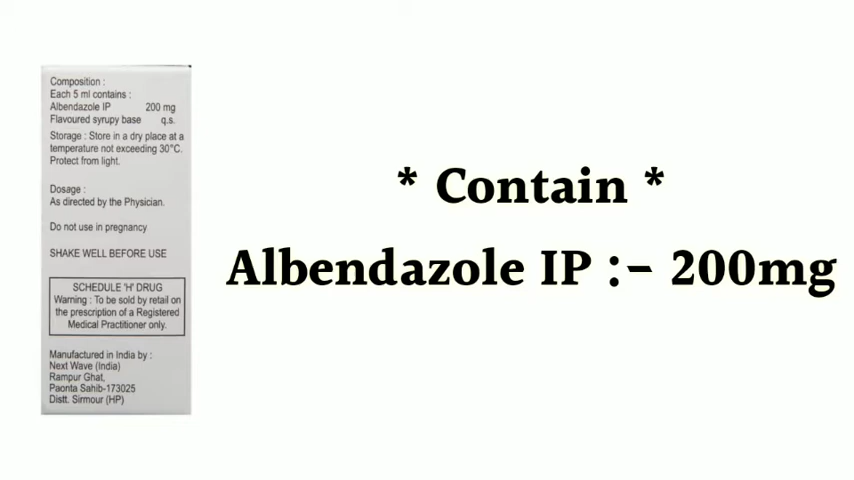 Composition :
Each 5 ml contains :
Albendazole IP 200 mg
Flavoured syrupy base q.s.
Storage : Store in a dry place at a
temperature not exceeding 30°C.
Protect from light.
Dosage :
As directed by the Physician.
Do not use in pregnancy
SHAKE WELL BEFORE USE
SCHEDULE 'H' DRUG
Warning : To be sold by retail on
the prescription of a Registered
Medical Practitioner only.
Manufactured in India by :
Next Wave (India)
Rampur Ghat,
Paonta Sahib-173025
Distt. Sirmour (HP)
* Contain *
Albendazole IP :- 200mg